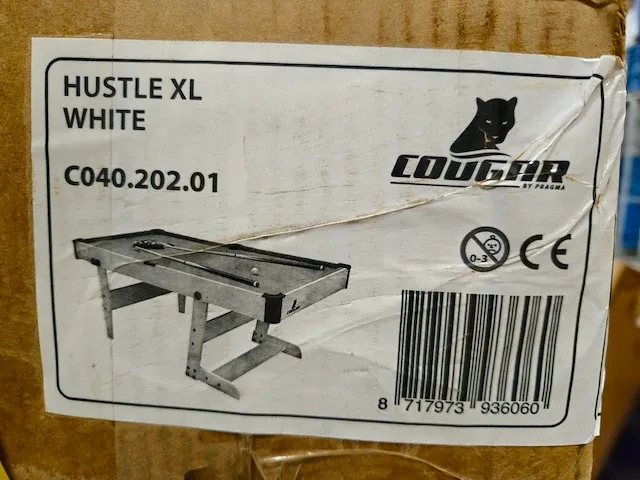 HUSTLE XL
WHITE
C040.202.01
COUGAR
BY PRAGMA
0-3
CE
8 717973 936060